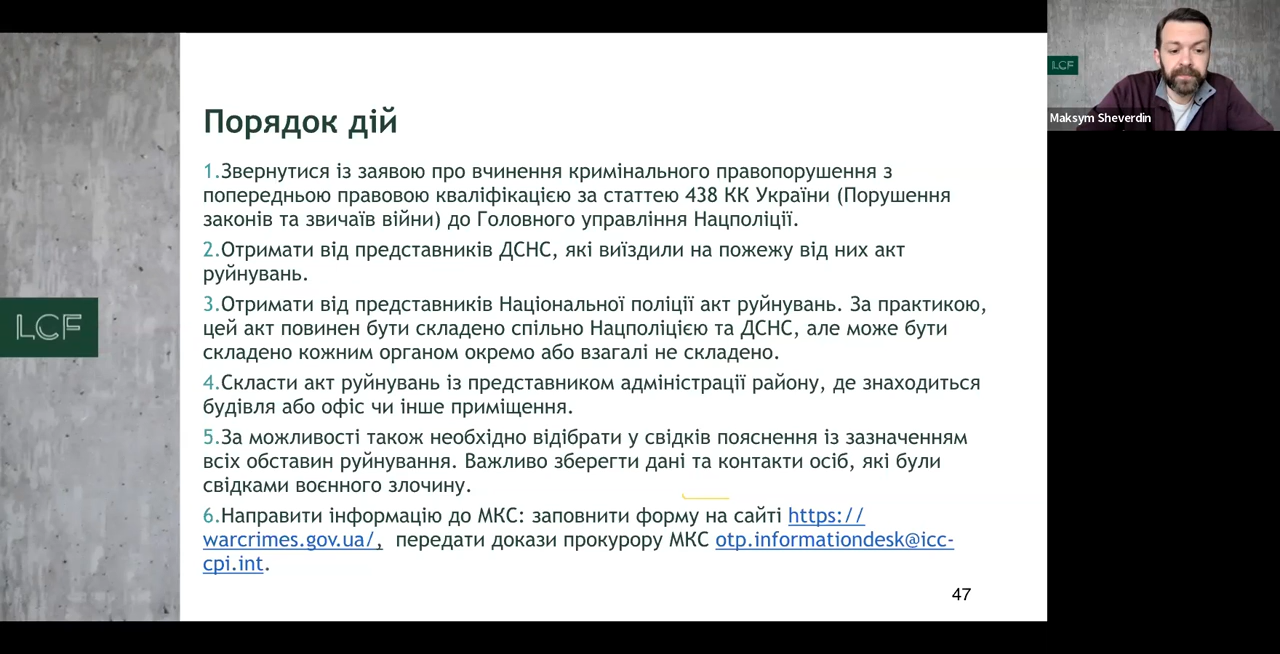 Порядок дій
1.Звернутися із заявою про вчинення кримінального правопорушення з
попередньою правовою кваліфікацією за статтею 438 КК України (Порушення
законів та звичаїв війни) до Головного управління Нацполіції.
2.Отримати від представників ДСНС, які виїздили на пожежу від них акт
руйнувань.
3.Отримати від представників Національної поліції акт руйнувань. За практикою,
цей акт повинен бути складено спільно Нацполіцією та ДСНС, але може бути
складено кожним органом окремо або взагалі не складено.
4.Скласти акт руйнувань із представником адміністрації району, де знаходиться
будівля або офіс чи інше приміщення.
5.За можливості також необхідно відібрати у свідків пояснення із зазначенням
всіх обставин руйнування. Важливо зберегти дані та контакти осіб, які були
свідками воєнного злочину.
6.Направити інформацію до МКС: заповнити форму на сайті https://
warcrimes.gov.ua/, передати докази прокурору МКС otp.informationdesk@icc-
cpi.int.
47
LCF
LCF
Maksym Sheverdin